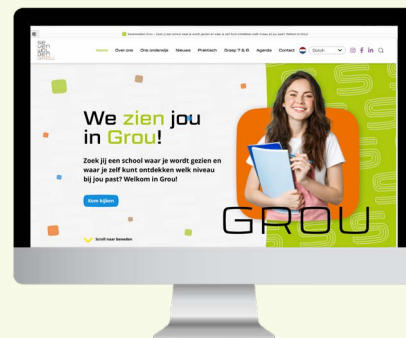 Home Over ons Ons onderwijs Nieuws Praktisch Groep 7 & 8 Agenda Contact Dutch
We zien jou
in Grou!
Zoek jij een school waar je wordt gezien en
waar je zelf kunt ontdekken welk niveau
bij jou past? Welkom in Grou!
Kom kijken
GROU
Scroll naar beneden